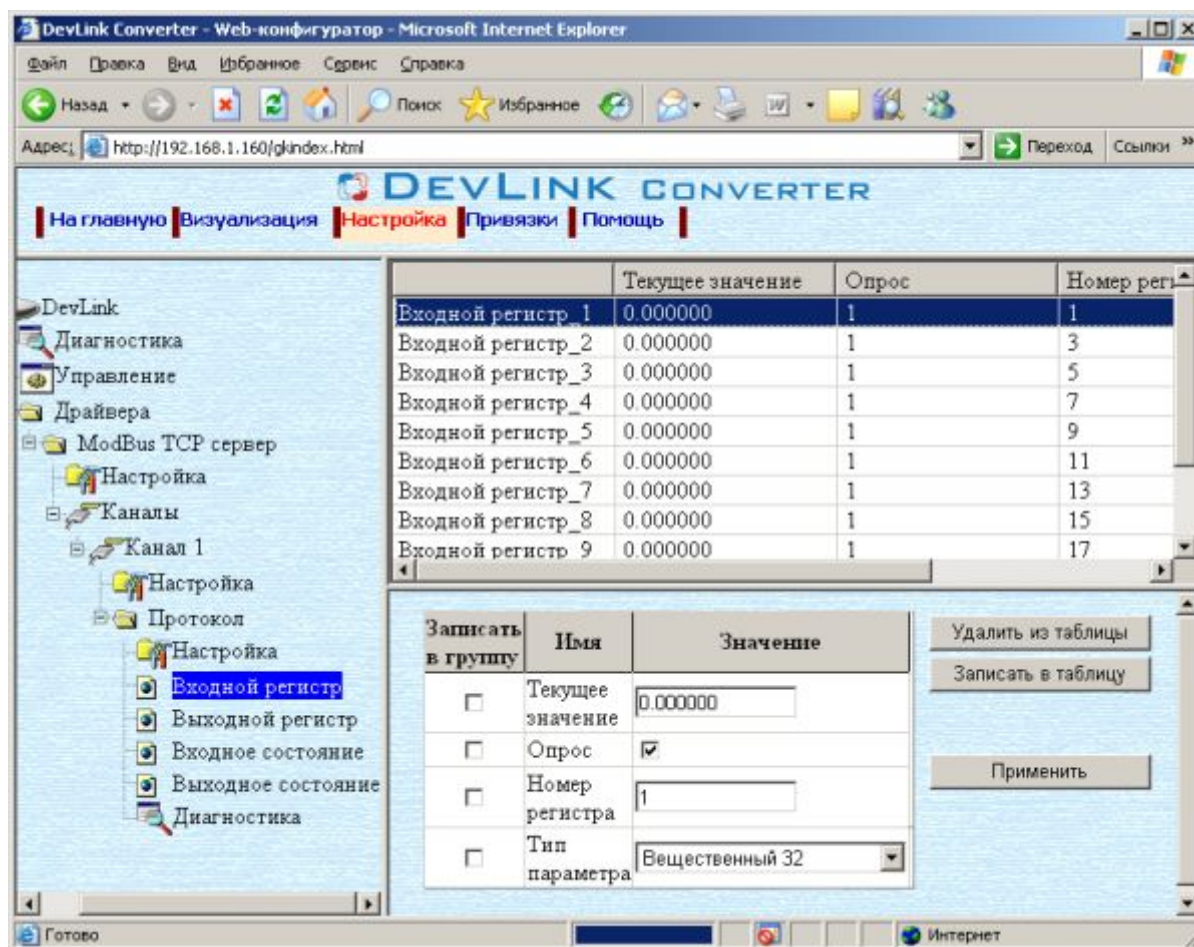 DevLink Converter - Web-конфигуратор - Microsoft Internet Explorer
Файл Правка Вид Избранное Сервис Справка
Назад Поиск Избранное
Адрес: http://192.168.1.160/gkindex.html Переход Ссылки »
DEVLINK CONVERTER
На главную Визуализация Настройка Привязки Помощь
DevLink
Диагностика
Управление
Драйвера
ModBus TCP сервер
Настройка
Каналы
Канал 1
Настройка
Протокол
Настройка
Входной регистр
Выходной регистр
Входное состояние
Выходное состояние
Диагностика
Текущее значение Опрос Номер реги
Входной регистр_1 0.000000 1 1
Входной регистр_2 0.000000 1 3
Входной регистр_3 0.000000 1 5
Входной регистр_4 0.000000 1 7
Входной регистр_5 0.000000 1 9
Входной регистр_6 0.000000 1 11
Входной регистр_7 0.000000 1 13
Входной регистр_8 0.000000 1 15
Входной регистр_9 0.000000 1 17
Записать в группу Имя Значение
Текущее значение 0.000000
Опрос
Номер регистра 1
Тип параметра Вещественный 32
Удалить из таблицы
Записать в таблицу
Применить
Готово Интернет